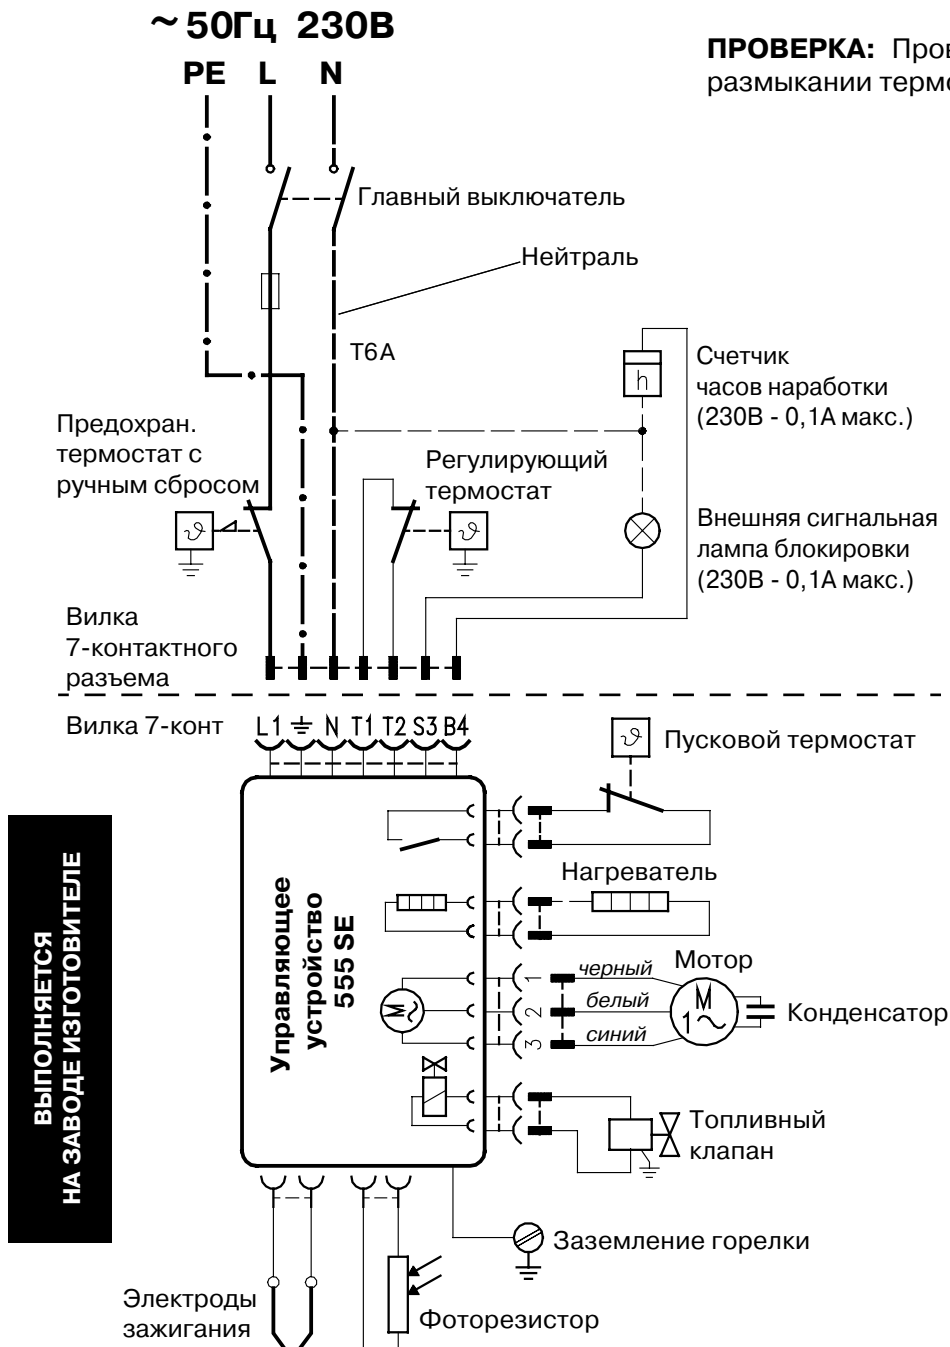 ~ 50Гц 230В
PE L N
ПРОВЕРКА: Пров
размыкании термо
Главный выключатель
Нейтраль
T6A
h
Счетчик
часов наработки
(230В - 0,1А макс.)
Предохран.
термостат с
ручным сбросом
Регулирующий
термостат
ϑ
ϑ
Внешняя сигнальная
лампа блокировки
(230В - 0,1А макс.)
Вилка
7-контактного
разъема
Вилка 7-конт
L1 N T1 T2 S3 B4
ϑ
Пусковой термостат
ВЫПОЛНЯЕТСЯ
НА ЗАВОДЕ ИЗГОТОВИТЕЛЕ
Управляющее
устройство
555 SE
Нагреватель
M~
1
2
3
черный
белый
синий
Мотор
M
1~
Конденсатор
Топливный
клапан
Заземление горелки
Электроды
зажигания
Фоторезистор